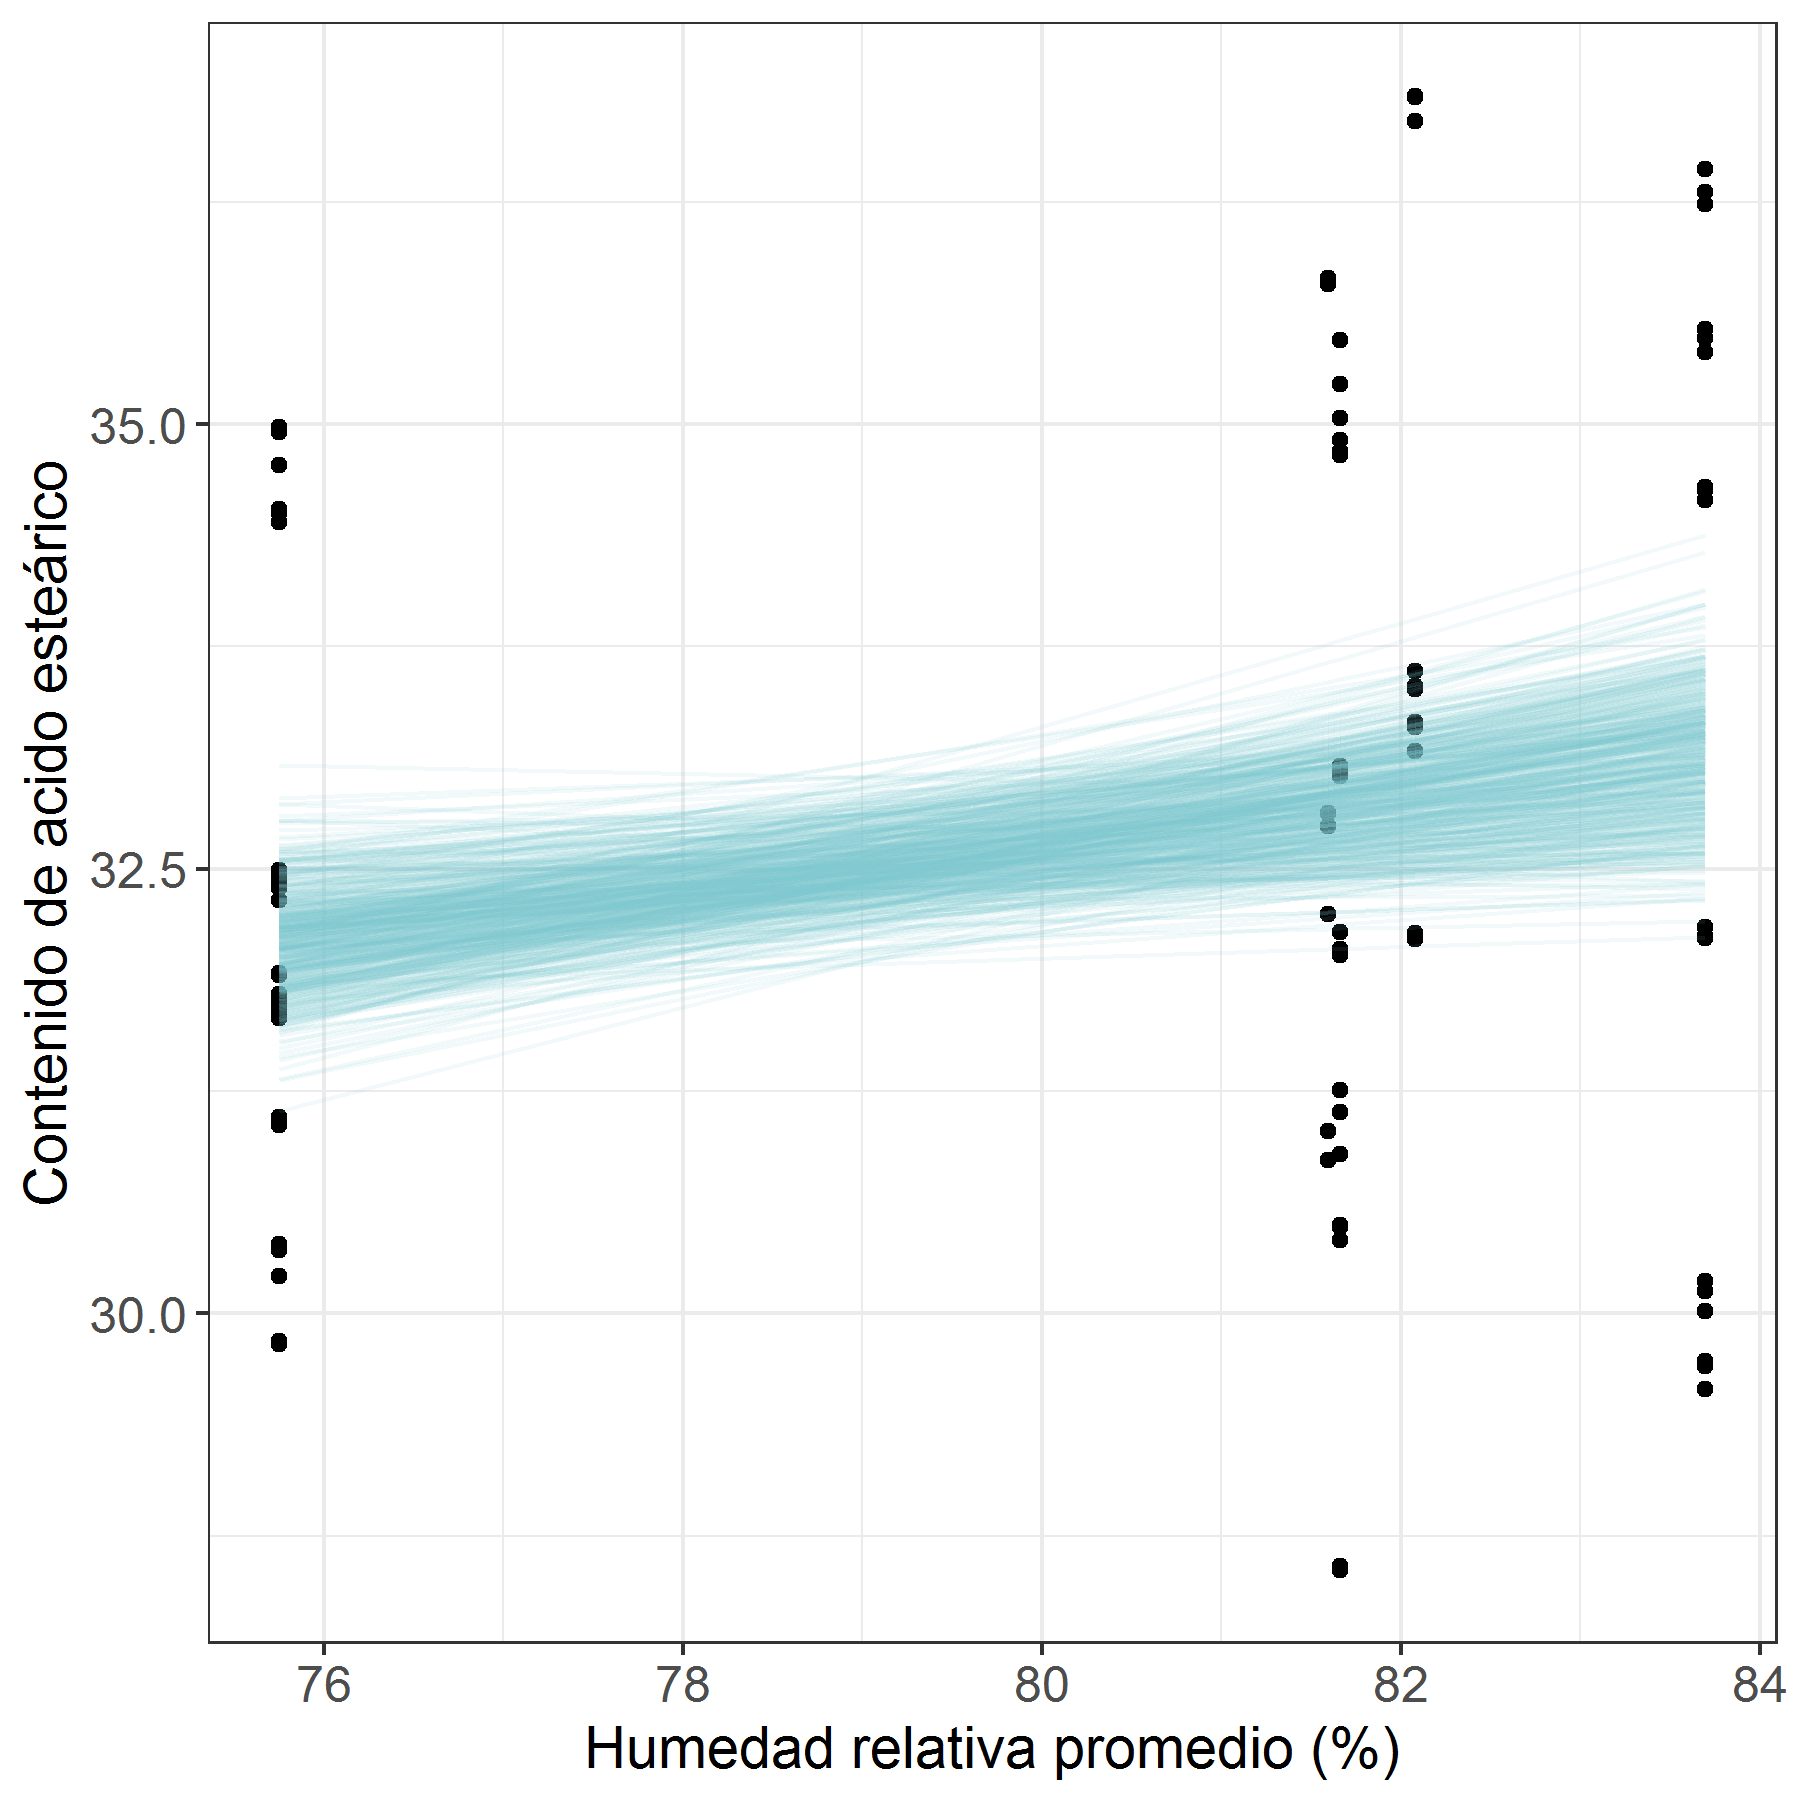 Contenido de acido esteárico
35.0
32.5
30.0
76 78 80 82 84
Humedad relativa promedio (%)